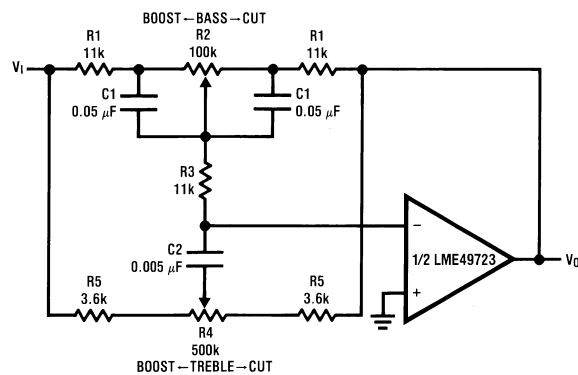 BOOST←BASS→CUT
R1
11k
R2
100k
R1
11k
VI
C1
0.05 μF
C1
0.05 μF
R3
11k
C2
0.005 μF
−
1/2 LME49723
+
VO
R5
3.6k
R5
3.6k
R4
500k
BOOST←TREBLE→CUT